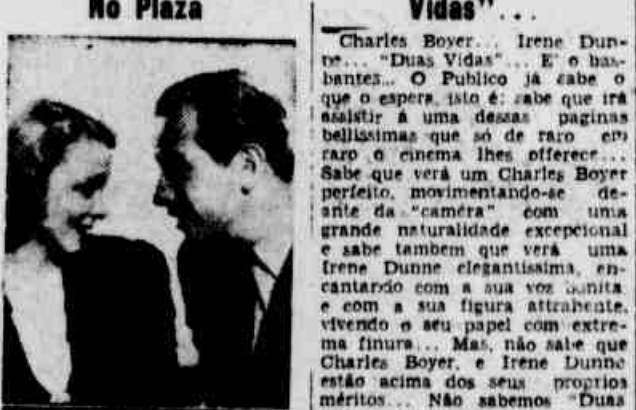 No Plaza
Vidas"...
Charles Boyer... Irene Dun-
ne... "Duas Vidas"... E' o bas-
bantes... O Publico já sabe o
que o espera, isto é: sabe que irá
assistir á uma dessas paginas
bellissimas que só de raro em
raro o cinema lhes offerece...
Sabe que verá um Charles Boyer
perfeito, movimentando-se de-
ante da "caméra" com uma
grande naturalidade excepcional
e sabe tambem que verá uma
Irene Dunne elegantissima, en-
cantando com a sua voz bonita
e com a sua figura attrahente,
vivendo o seu papel com extre-
ma finura... Mas, não sabe que
Charles Boyer, e Irene Dunne
estão acima dos seus proprios
méritos... Não sabemos "Duas